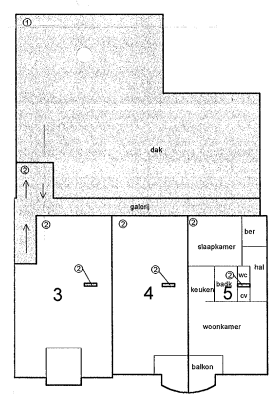 ①
dak
②
galerij
② ② ②
ber
slaapkamer
hal
② ② ② wc
keuken badk
3 4 5 cv
woonkamer
balkon